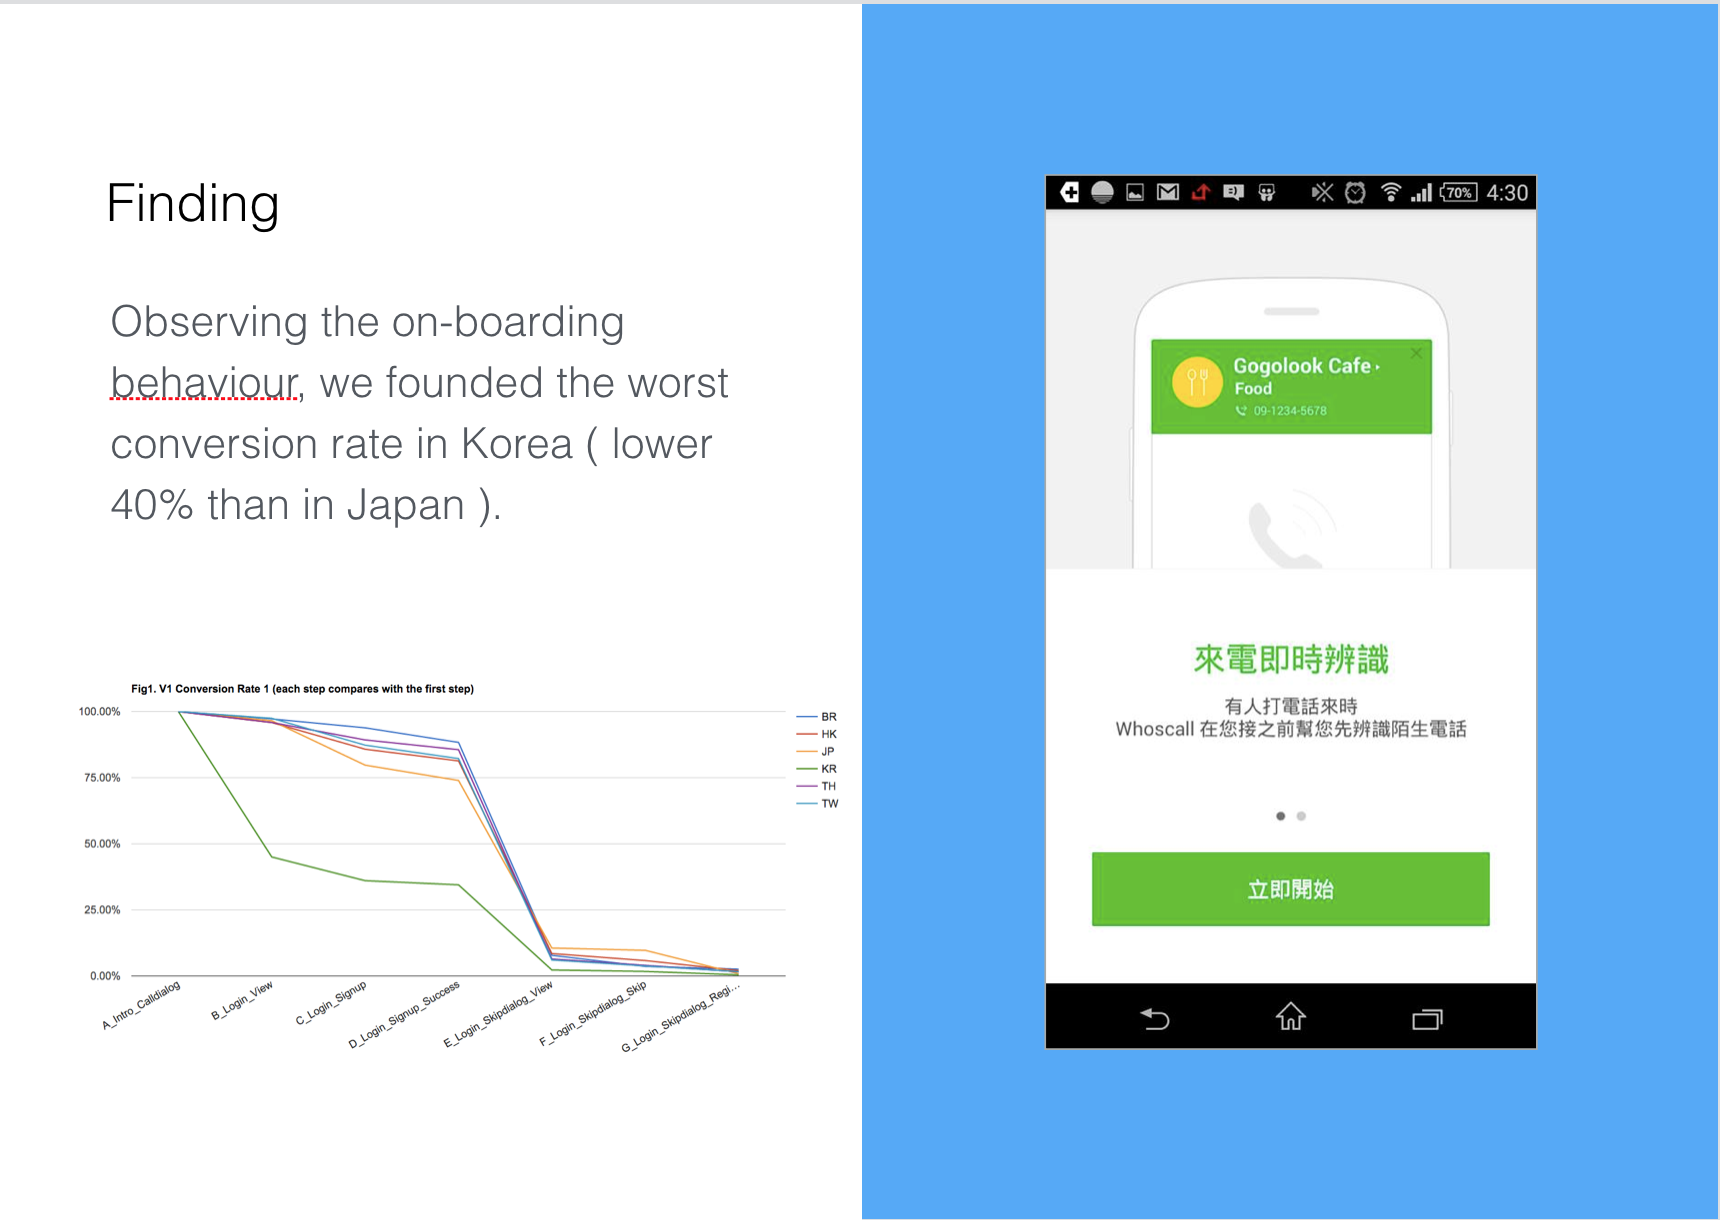 Finding
Observing the on-boarding
behaviour, we founded the worst
conversion rate in Korea ( lower
40% than in Japan ).
Fig1. V1 Conversion Rate 1 (each step compares with the first step)
100.00%
75.00%
50.00%
25.00%
0.00%
A_Intro_Calldialog
B_Login_View
C_Login_Signup
D_Login_Signup_Success
E_Login_Skipdialog_View
F_Login_Skipdialog_Skip
G_Login_Skipdialog_Regi...
BR
HK
JP
KR
TH
TW
70% 4:30
Gogolook Cafe
Food
09-1234-5678
來電即時辨識
有人打電話來時
Whoscall 在您接之前幫您先辨識陌生電話
立即開始